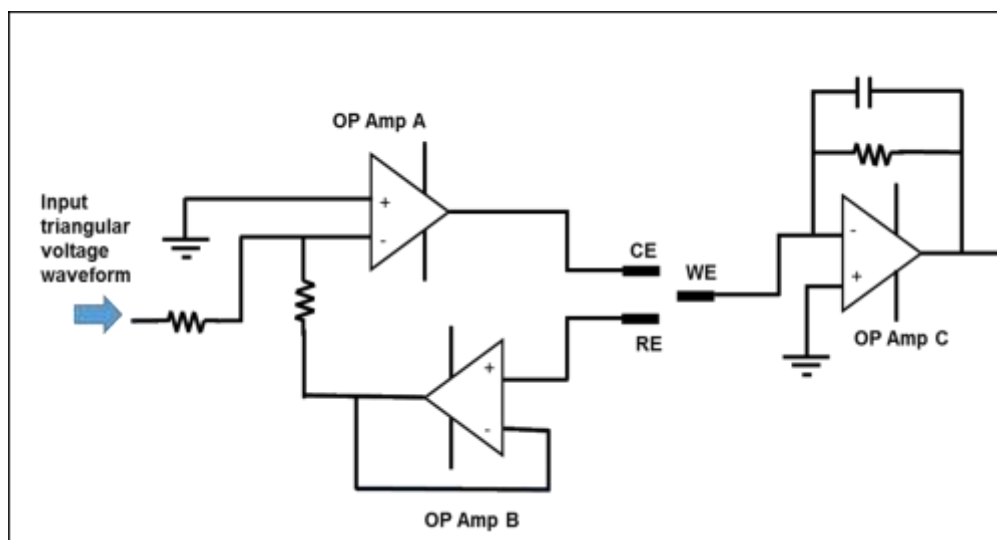 OP Amp A
Input
triangular
voltage
waveform
+
-
CE
WE
RE
-
+
OP Amp C
+
-
OP Amp B